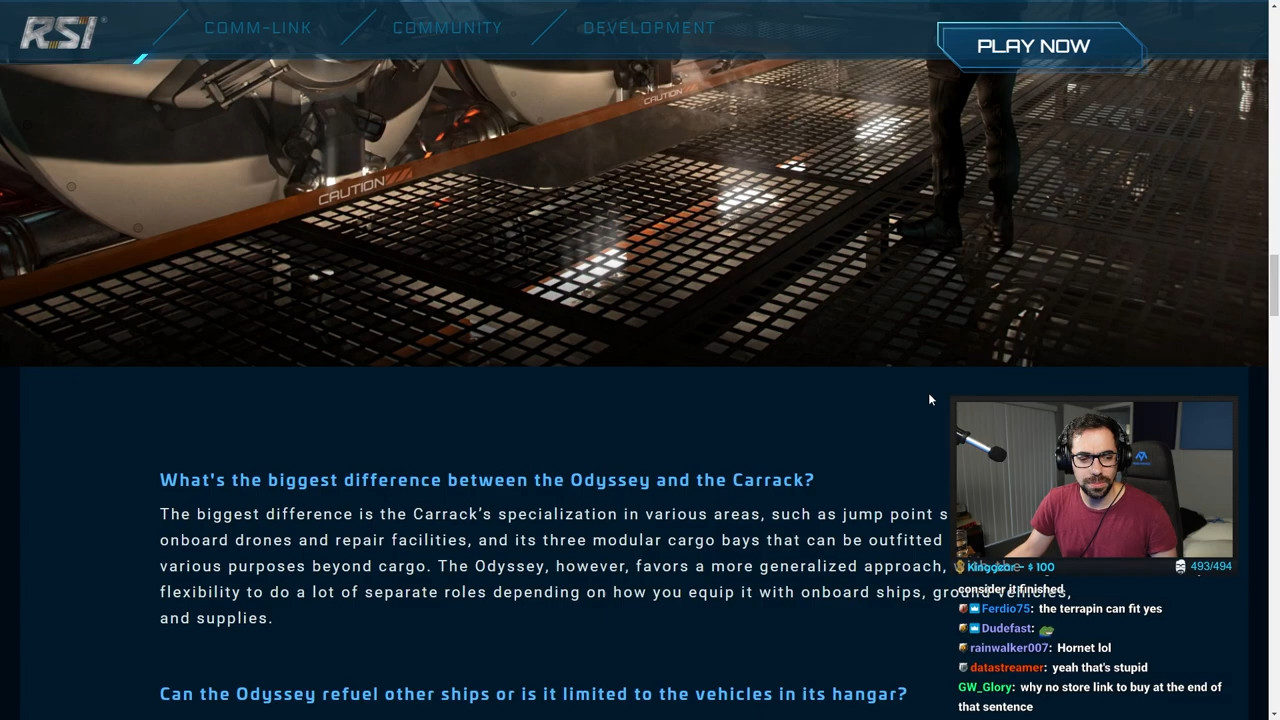 RSI
COMM-LINK
COMMUNITY
DEVELOPMENT
PLAY NOW
CAUTION
CAUTION
What's the biggest difference between the Odyssey and the Carrack?
The biggest difference is the Carrack’s specialization in various areas, such as jump point s
onboard drones and repair facilities, and its three modular cargo bays that can be outfitted
various purposes beyond cargo. The Odyssey, however, favors a more generalized approach,
flexibility to do a lot of separate roles depending on how you equip it with onboard ships, ground vehicles,
and supplies.
Can the Odyssey refuel other ships or is it limited to the vehicles in its hangar?
Kinggeor – $ 100
493/494
consider it finished
Ferdio75: the terrapin can fit yes
Dudefast:
rainwalker007: Hornet lol
datastreamer: yeah that's stupid
GW_Glory: why no store link to buy at the end of
that sentence